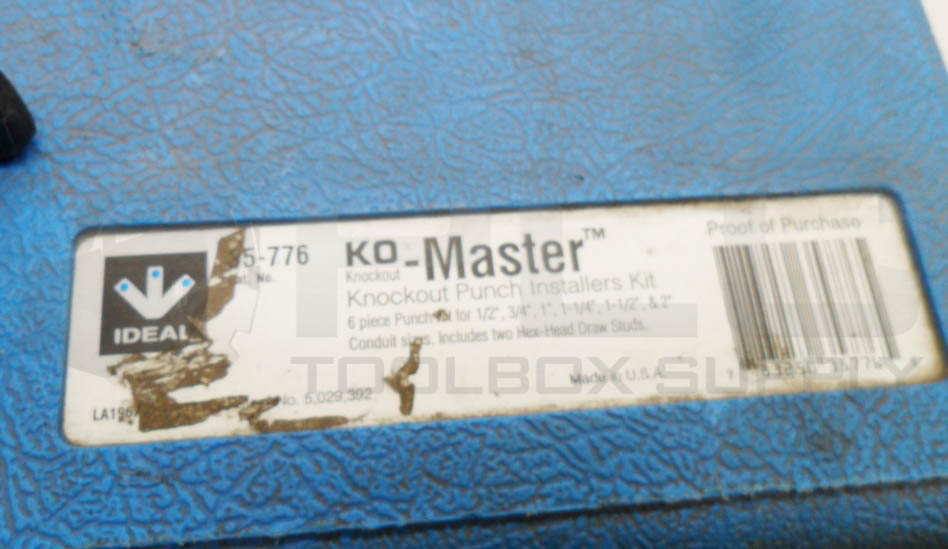 IDEAL
5-776
No.
KO-Master™
Knockout
Knockout Punch Installers Kit
6 piece Punch for 1/2", 3/4", 1", 1-1/4", 1-1/2", & 2"
Conduit Includes two Hex-Head Draw Studs.
No. 5,029,392
Made in U.S.A.
Proof of Purchase
TOOLBOX SUPPLY